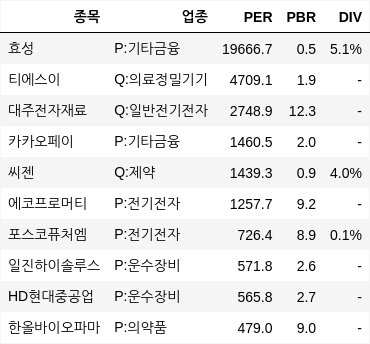 종목 업종 PER PBR DIV
효성 P:기타금융 19666.7 0.5 5.1%
티에스이 Q:의료정밀기기 4709.1 1.9 -
대주전자재료 Q:일반전기전자 2748.9 12.3 -
카카오페이 P:기타금융 1460.5 2.0 -
씨젠 Q:제약 1439.3 0.9 4.0%
에코프로머티 P:전기전자 1257.7 9.2 -
포스코퓨처엠 P:전기전자 726.4 8.9 0.1%
일진하이솔루스 P:운수장비 571.8 2.6 -
HD현대중공업 P:운수장비 565.8 2.7 -
한올바이오파마 P:의약품 479.0 9.0 -